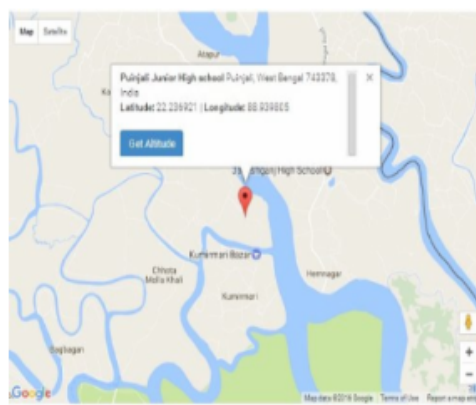 Map Satellite
Atapur
Puinjali Junior High school Puinjali, West Bengal 743378,
India
Latitude: 22.236921 | Longitude: 88.939805
Get Altitude
High School
Kumirmari Bazar
Chhota
Molla Khali
Hemnagar
Kumirmari
Bagbagan
Google
Map data ©2016 Google Terms of Use Report a map